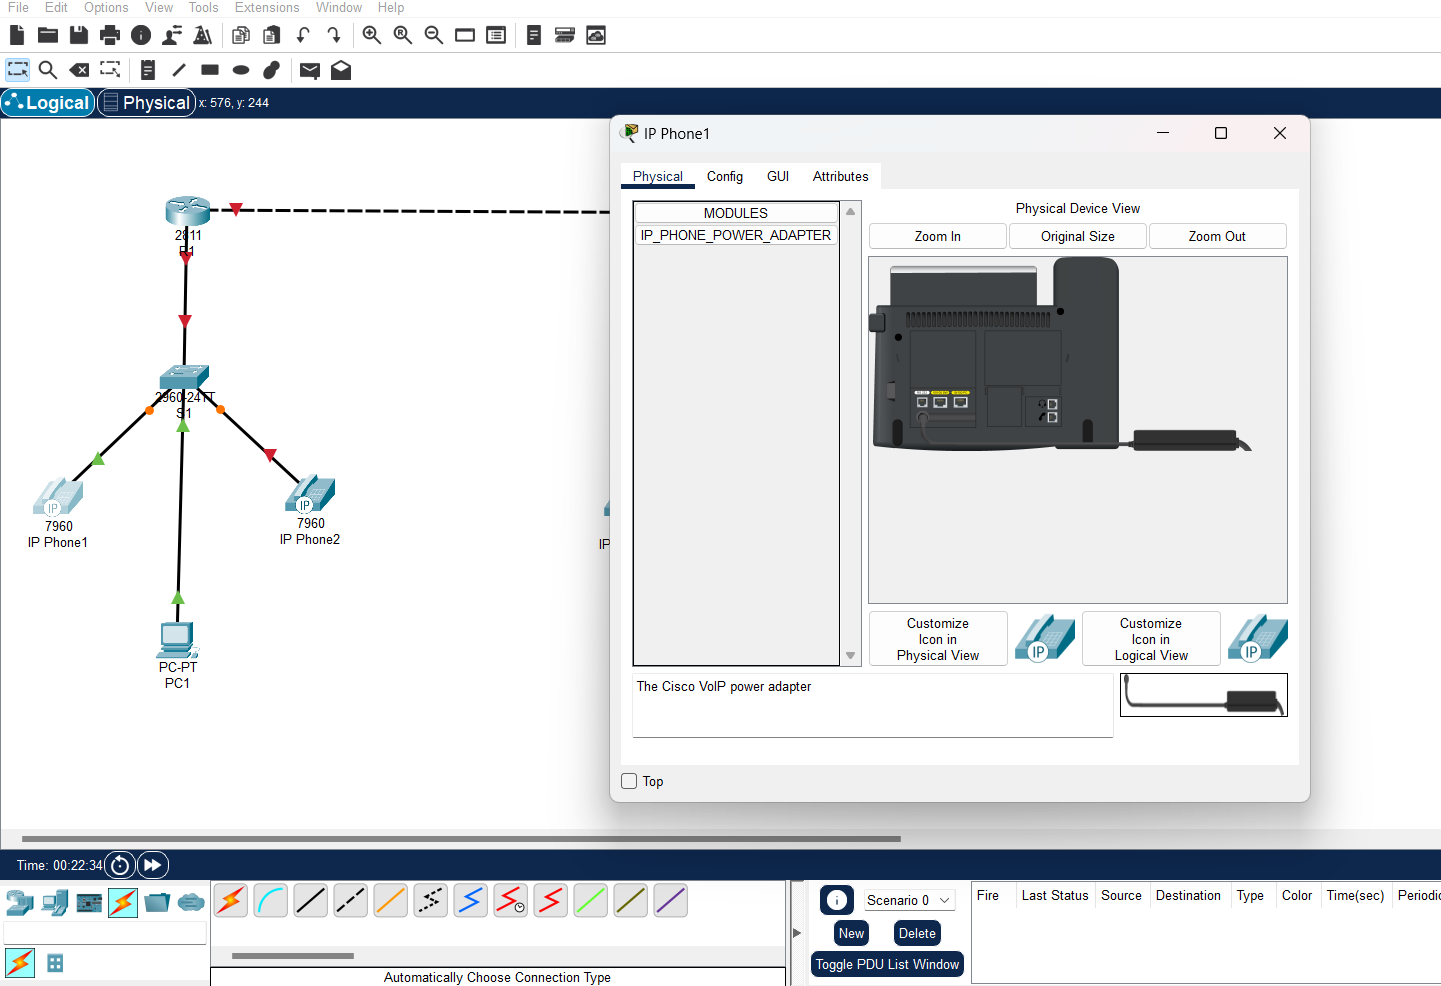 File Edit Options View Tools Extensions Window Help
Logical Physical x: 576, y: 244
IP Phone1
Physical Config GUI Attributes
MODULES
IP_PHONE_POWER_ADAPTER
Physical Device View
Zoom In Original Size Zoom Out
2811
R1
2960-24TT
S1
IP
7960
IP Phone1
IP
7960
IP Phone2
IP
PC-PT
PC1
Customize
Icon in
Physical View
IP
Customize
Icon in
Logical View
IP
The Cisco VoIP power adapter
Top
Time: 00:22:34
Scenario 0
New Delete
Toggle PDU List Window
Fire Last Status Source Destination Type Color Time(sec) Periodic
Automatically Choose Connection Type